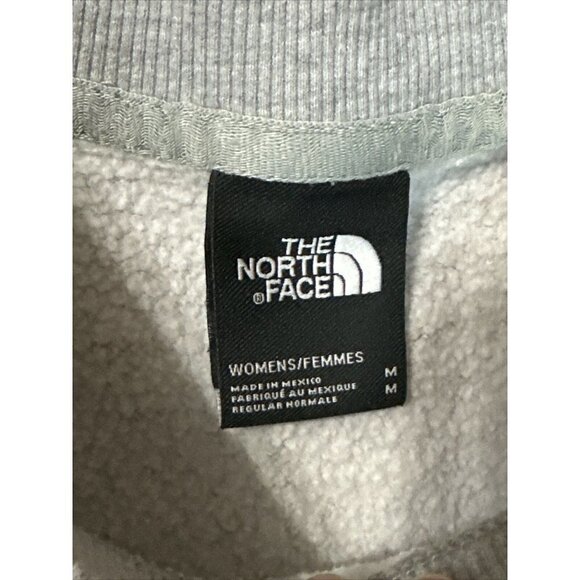 THE
NORTH
®FACE
WOMENS/FEMMES M
MADE IN MEXICO M
FABRIQUÉ AU MEXIQUE
REGULAR NORMALE